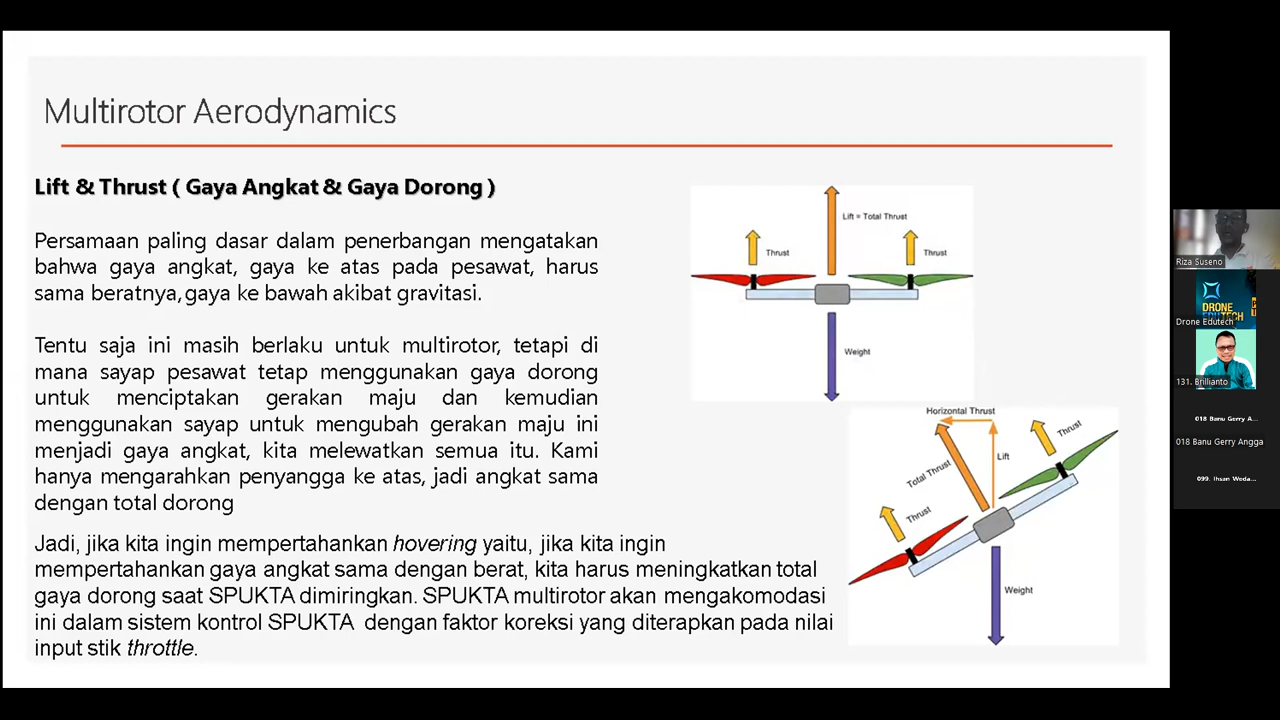 Multirotor Aerodynamics
Lift & Thrust ( Gaya Angkat & Gaya Dorong )
Persamaan paling dasar dalam penerbangan mengatakan
bahwa gaya angkat, gaya ke atas pada pesawat, harus
sama beratnya, gaya ke bawah akibat gravitasi.
Tentu saja ini masih berlaku untuk multirotor, tetapi di
mana sayap pesawat tetap menggunakan gaya dorong
untuk menciptakan gerakan maju dan kemudian
menggunakan sayap untuk mengubah gerakan maju ini
menjadi gaya angkat, kita melewatkan semua itu. Kami
hanya mengarahkan penyangga ke atas, jadi angkat sama
dengan total dorong
Jadi, jika kita ingin mempertahankan hovering yaitu, jika kita ingin
mempertahankan gaya angkat sama dengan berat, kita harus meningkatkan total
gaya dorong saat SPUKTA dimiringkan. SPUKTA multirotor akan mengakomodasi
ini dalam sistem kontrol SPUKTA dengan faktor koreksi yang diterapkan pada nilai
input stik throttle.
Lift = Total Thrust
Thrust
Thrust
Weight
Horizontal Thrust
Thrust
Lift
Total Thrust
Thrust
Weight
Riza Suseno
DRONE
EDUTECH
Drone Edutech
131. Brillianto
018 Banu Gerry A...
018 Banu Gerry Angga
099. Ihsan Weda...